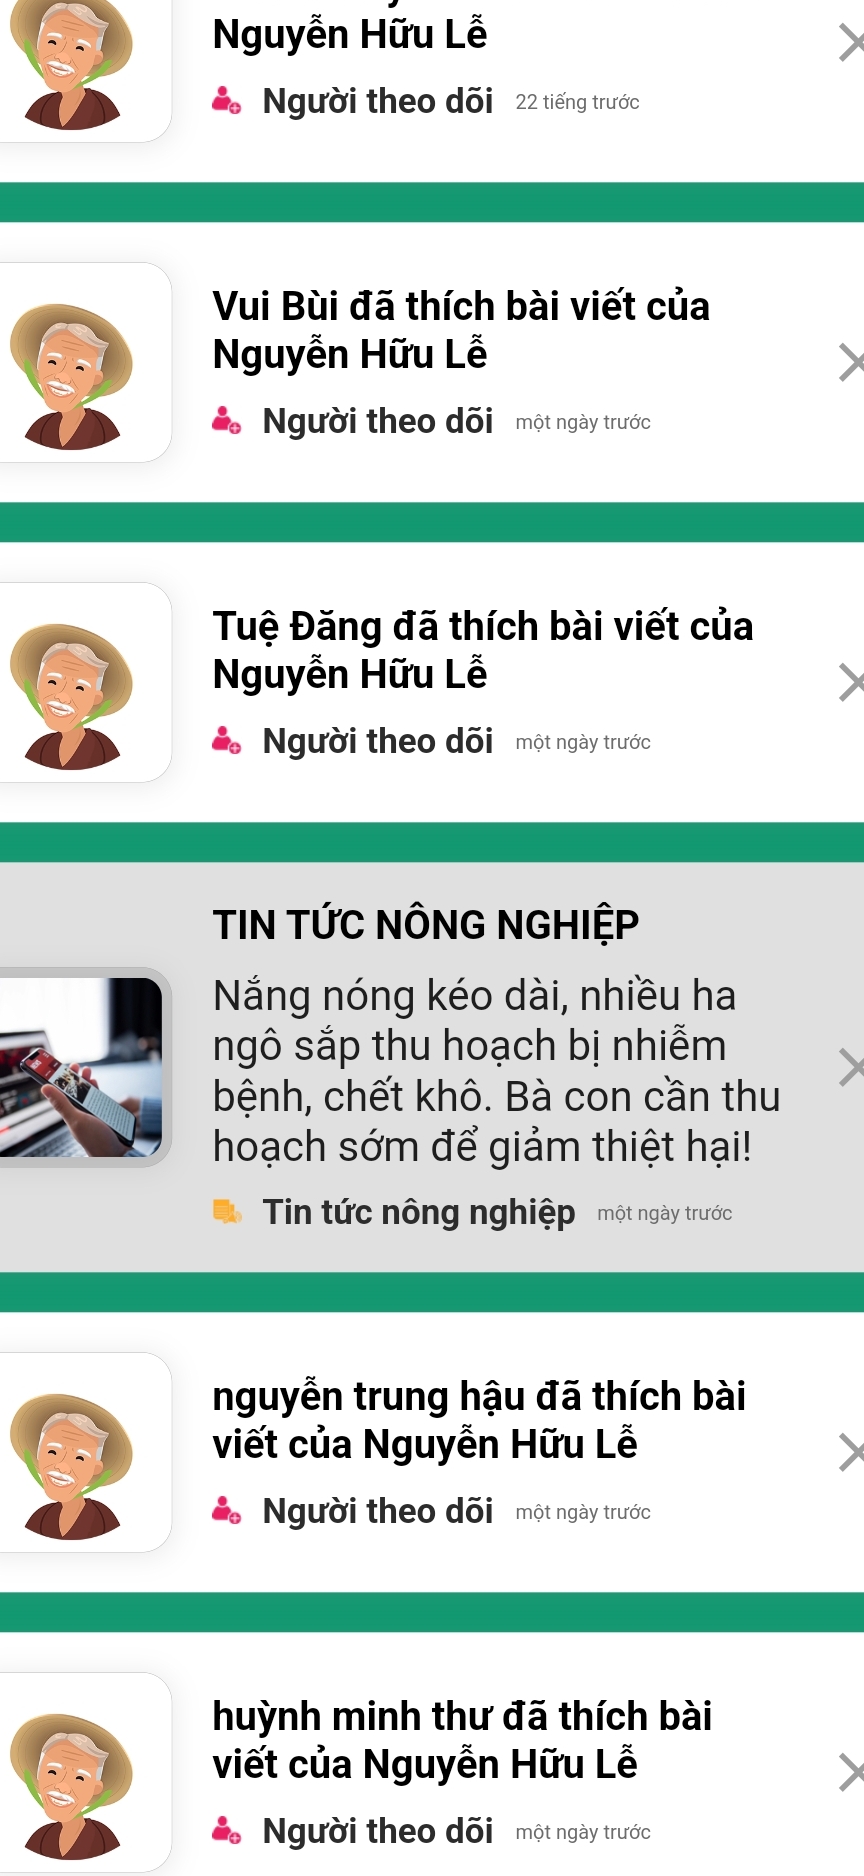 Nguyễn Hữu Lễ
Người theo dõi 22 tiếng trước
Vui Bùi đã thích bài viết của
Nguyễn Hữu Lễ
Người theo dõi một ngày trước
Tuệ Đăng đã thích bài viết của
Nguyễn Hữu Lễ
Người theo dõi một ngày trước
TIN TỨC NÔNG NGHIỆP
Nắng nóng kéo dài, nhiều ha
ngô sắp thu hoạch bị nhiễm
bệnh, chết khô. Bà con cần thu
hoạch sớm để giảm thiệt hại!
Tin tức nông nghiệp một ngày trước
nguyễn trung hậu đã thích bài
viết của Nguyễn Hữu Lễ
Người theo dõi một ngày trước
huỳnh minh thư đã thích bài
viết của Nguyễn Hữu Lễ
Người theo dõi một ngày trước